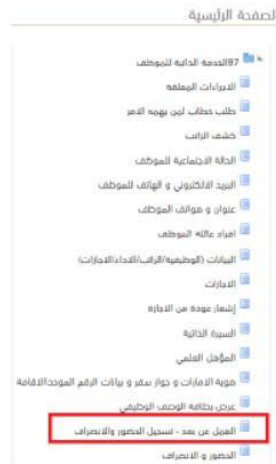 لصفحة الرئيسية
97الخدمة الذاتية للموظف
الاجراءات المعلقة
طلب خطاب لمن يهمه الامر
كشف الراتب
الحالة الاجتماعية للموظف
البريد الالكتروني و الهاتف للموظف
عنوان و هواتف الموظف
افراد عائلة الموظف
البيانات (الوظيفية/الراتب/الاداء/الاجازات)
الاجازات
إشعار عودة من الاجازة
السيرة الذاتية
المؤهل العلمي
هوية الامارات و جواز سفر و بيانات الرقم الموحد/الاقامة
عرض بطاقة الوصف الوظيفي
العمل عن بعد - تسجيل الحضور والانصراف
الحضور و الانصراف